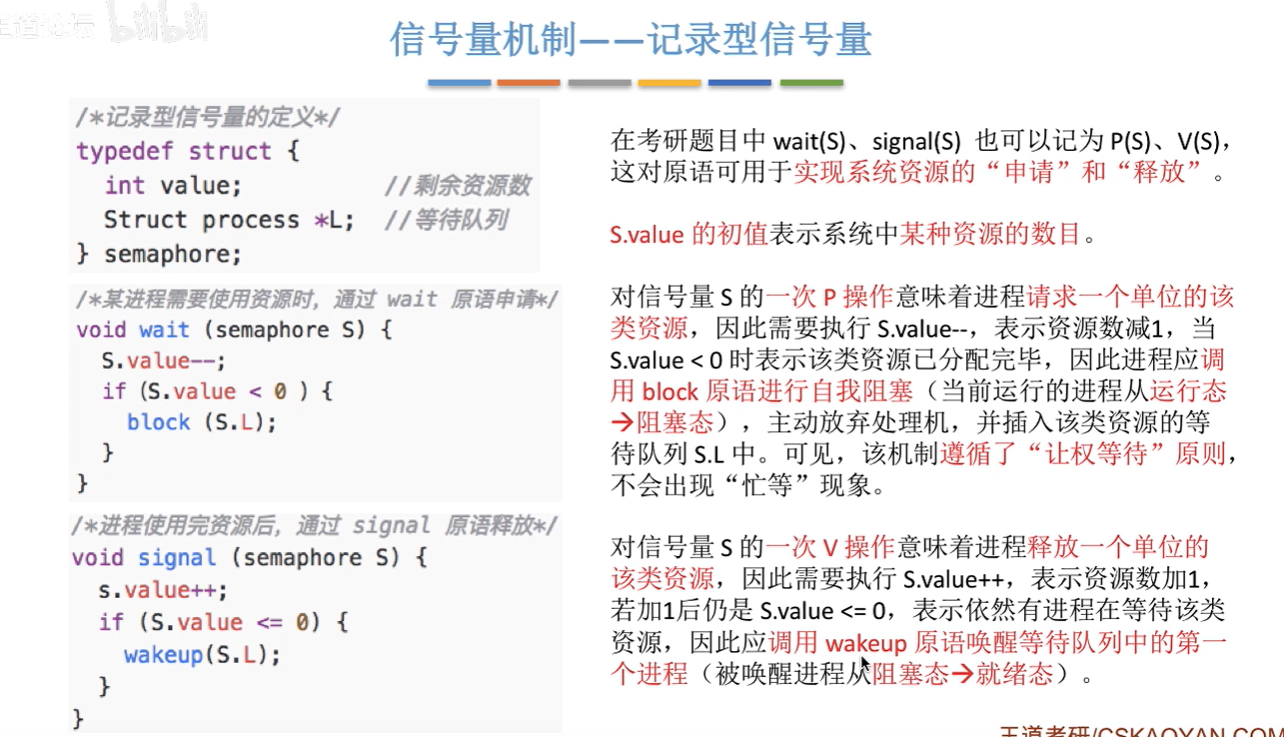 王道论坛 bilibili
信号量机制——记录型信号量
/*记录型信号量的定义*/
typedef struct {
int value; //剩余资源数
Struct process *L; //等待队列
} semaphore;
/*某进程需要使用资源时，通过 wait 原语申请*/
void wait (semaphore S) {
S.value--;
if (S.value < 0 ) {
block (S.L);
}
}
/*进程使用完资源后，通过 signal 原语释放*/
void signal (semaphore S) {
s.value++;
if (S.value <= 0) {
wakeup(S.L);
}
}
在考研题目中 wait(S)、signal(S) 也可以记为 P(S)、V(S)，
这对原语可用于实现系统资源的“申请”和“释放”。
S.value 的初值表示系统中某种资源的数目。
对信号量 S 的一次 P 操作意味着进程请求一个单位的该
类资源，因此需要执行 S.value--，表示资源数减1，当
S.value < 0 时表示该类资源已分配完毕，因此进程应调
用 block 原语进行自我阻塞（当前运行的进程从运行态
→阻塞态），主动放弃处理机，并插入该类资源的等
待队列 S.L 中。可见，该机制遵循了“让权等待”原则，
不会出现“忙等”现象。
对信号量 S 的一次 V 操作意味着进程释放一个单位的
该类资源，因此需要执行 S.value++，表示资源数加1，
若加1后仍是 S.value <= 0，表示依然有进程在等待该类
资源，因此应调用 wakeup 原语唤醒等待队列中的第一
个进程（被唤醒进程从阻塞态→就绪态）。
王道考研/CSKAOYAN.COM